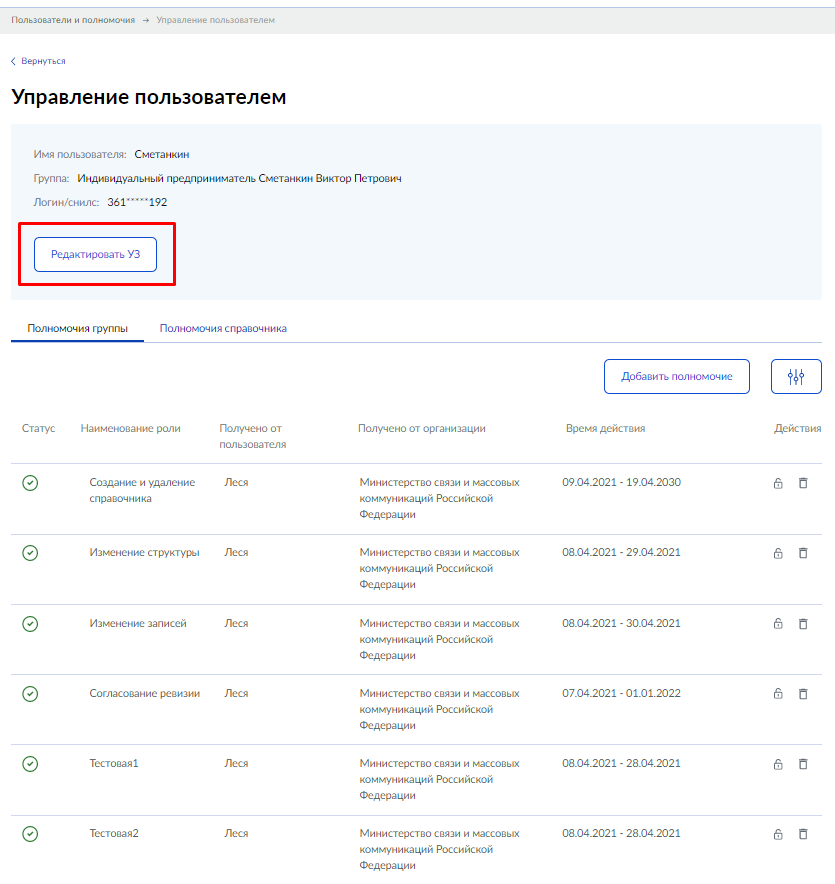 Пользователи и полномочия → Управление пользователем
Вернуться
Управление пользователем
Имя пользователя: Сметанкин
Группа: Индивидуальный предприниматель Сметанкин Виктор Петрович
Логин/снилс: 361*****192
Редактировать УЗ
Полномочия группы Полномочия справочника
Добавить полномочие
Статус Наименование роли Получено от Получено от организации Время действия Действия
пользователя
Создание и удаление Леся Министерство связи и массовых 09.04.2021 - 19.04.2030
справочника коммуникаций Российской
Федерации
Изменение структуры Леся Министерство связи и массовых 08.04.2021 - 29.04.2021
коммуникаций Российской
Федерации
Изменение записей Леся Министерство связи и массовых 08.04.2021 - 30.04.2021
коммуникаций Российской
Федерации
Согласование ревизии Леся Министерство связи и массовых 07.04.2021 - 01.01.2022
коммуникаций Российской
Федерации
Тестовая1 Леся Министерство связи и массовых 08.04.2021 - 28.04.2021
коммуникаций Российской
Федерации
Тестовая2 Леся Министерство связи и массовых 08.04.2021 - 28.04.2021
коммуникаций Российской
Федерации